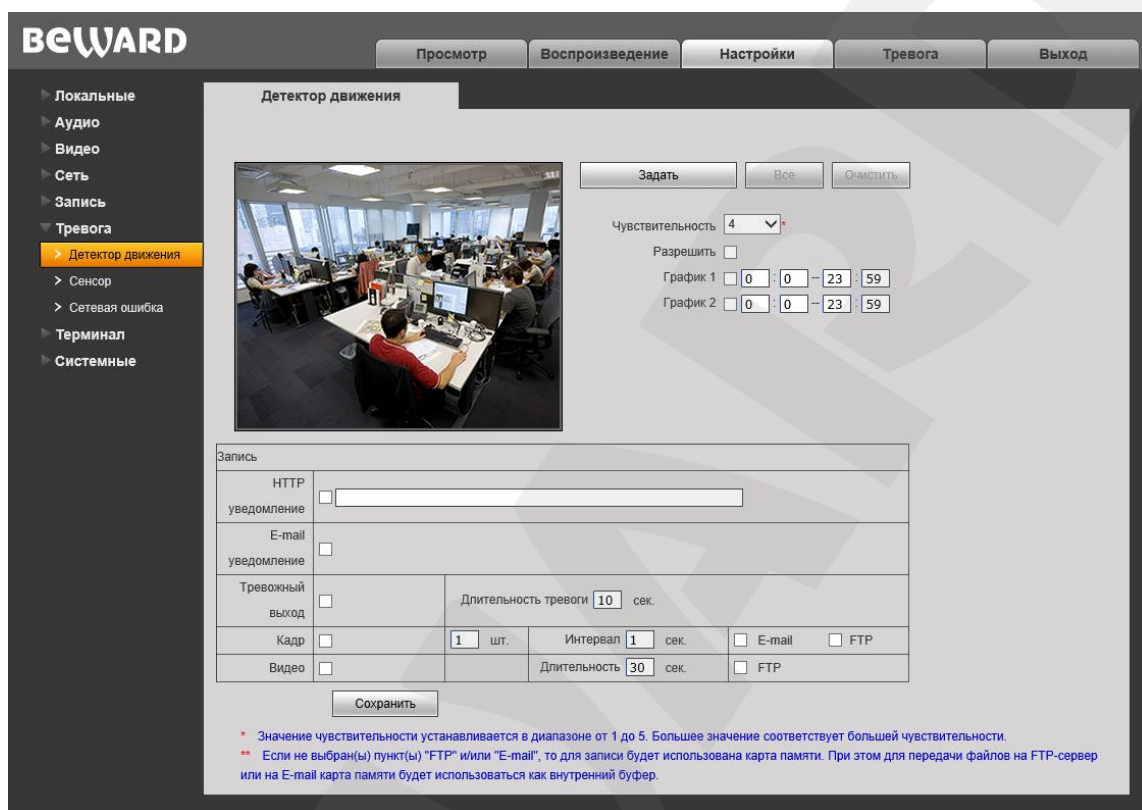 BEWARD
Просмотр Воспроизведение Настройки Тревога Выход
Локальные
Аудио
Видео
Сеть
Запись
Тревога
> Детектор движения
> Сенсор
> Сетевая ошибка
Терминал
Системные
Детектор движения
Задать Все Очистить
Чувствительность 4 *
Разрешить
График 1 0 : 0 – 23 : 59
График 2 0 : 0 – 23 : 59
Запись
HTTP
уведомление
E-mail
уведомление
Тревожный
выход
Длительность тревоги 10 сек.
Кадр 1 шт. Интервал 1 сек. E-mail FTP
Видео Длительность 30 сек. FTP
Сохранить
* Значение чувствительности устанавливается в диапазоне от 1 до 5. Большее значение соответствует большей чувствительности.
** Если не выбран(ы) пункт(ы) "FTP" и/или "E-mail", то для записи будет использована карта памяти. При этом для передачи файлов на FTP-сервер
или на E-mail карта памяти будет использоваться как внутренний буфер.